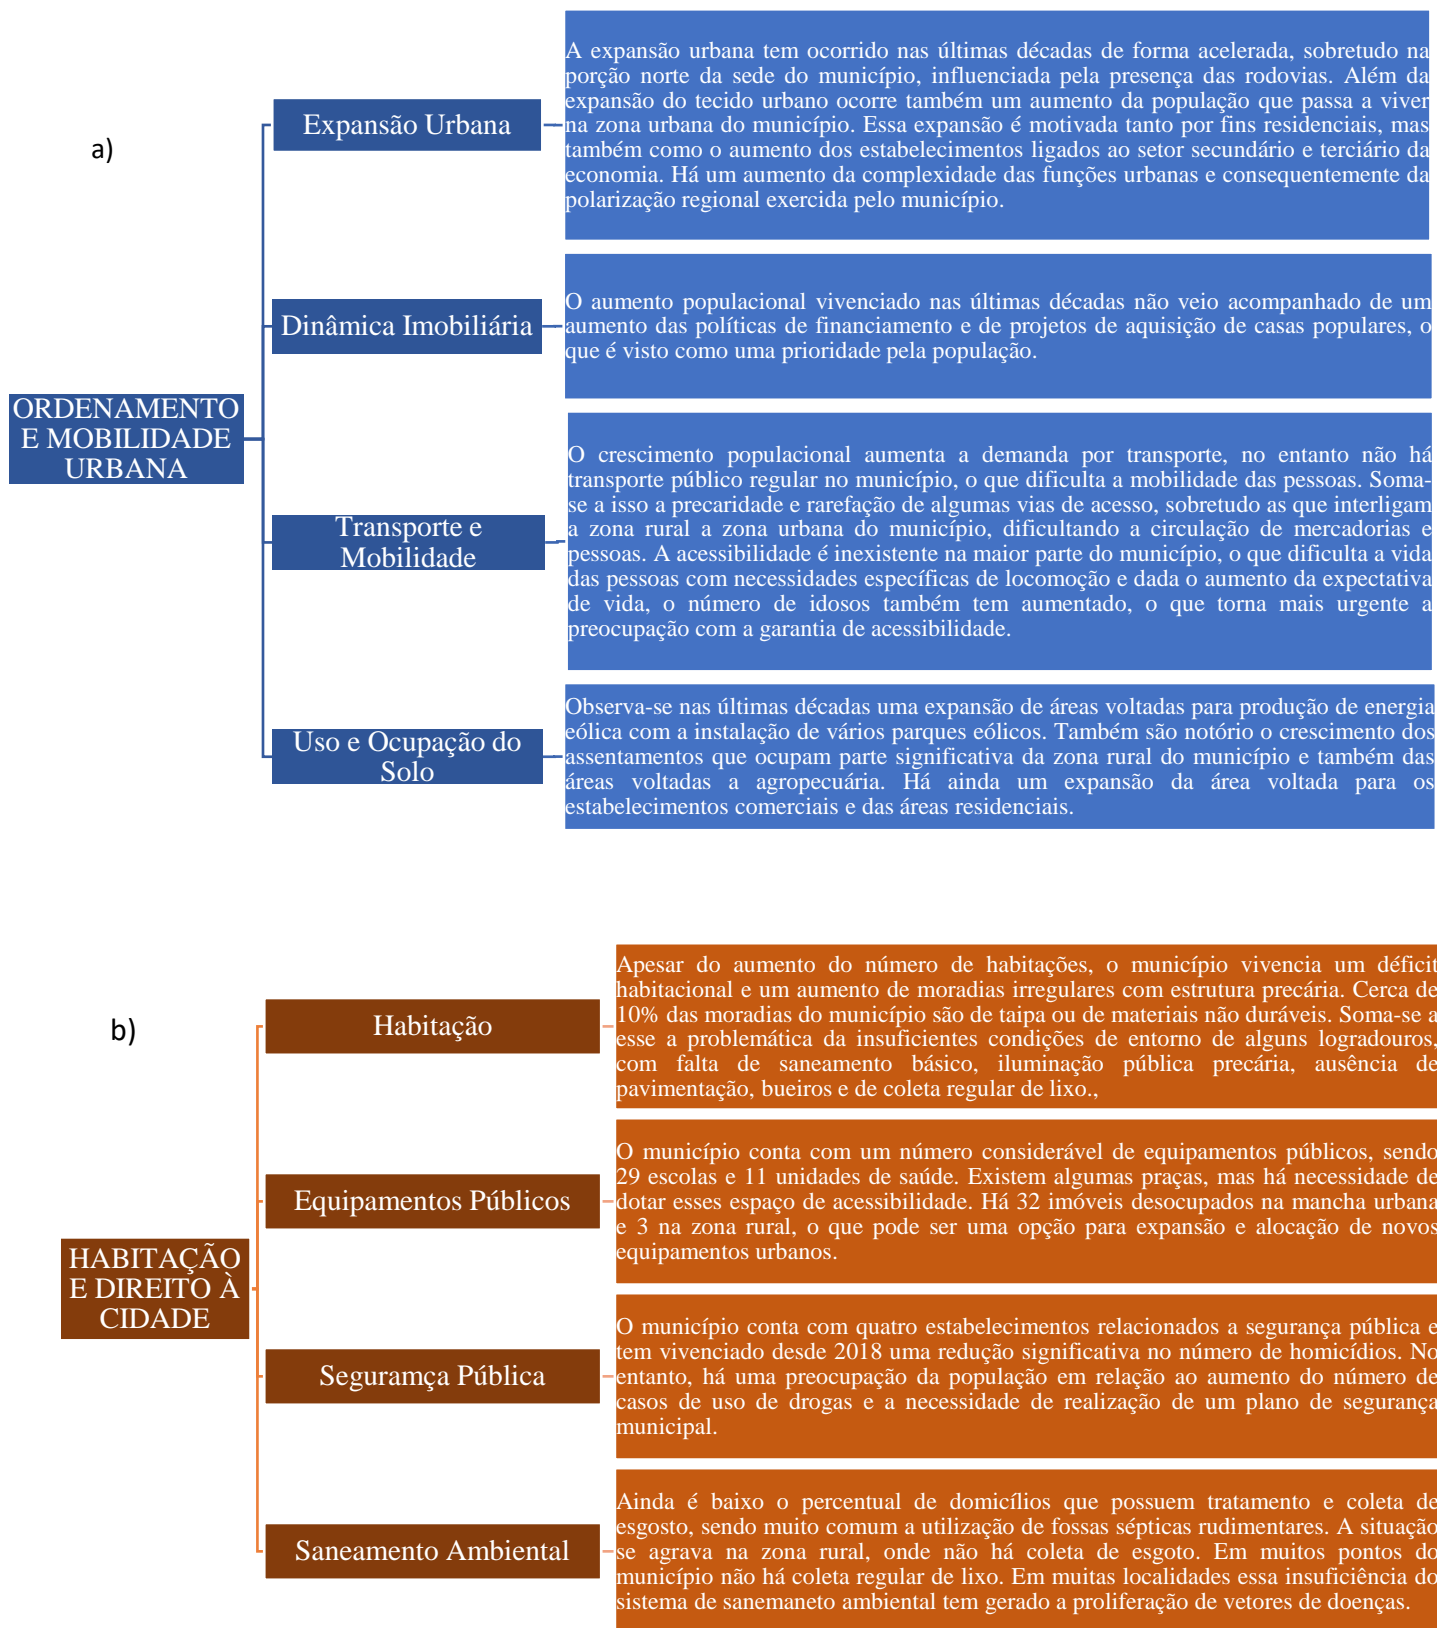 a)
ORDENAMENTO
E MOBILIDADE
URBANA
Expansão Urbana
A expansão urbana tem ocorrido nas últimas décadas de forma acelerada, sobretudo na
porção norte da sede do município, influenciada pela presença das rodovias. Além da
expansão do tecido urbano ocorre também um aumento da população que passa a viver
na zona urbana do município. Essa expansão é motivada tanto por fins residenciais, mas
também como o aumento dos estabelecimentos ligados ao setor secundário e terciário da
economia. Há um aumento da complexidade das funções urbanas e consequentemente da
polarização regional exercida pelo município.
Dinâmica Imobiliária
O aumento populacional vivenciado nas últimas décadas não veio acompanhado de um
aumento das políticas de financiamento e de projetos de aquisição de casas populares, o
que é visto como uma prioridade pela população.
Transporte e
Mobilidade
O crescimento populacional aumenta a demanda por transporte, no entanto não há
transporte público regular no município, o que dificulta a mobilidade das pessoas. Soma-
se a isso a precaridade e rarefação de algumas vias de acesso, sobretudo as que interligam
a zona rural a zona urbana do município, dificultando a circulação de mercadorias e
pessoas. A acessibilidade é inexistente na maior parte do município, o que dificulta a vida
das pessoas com necessidades específicas de locomoção e dada o aumento da expectativa
de vida, o número de idosos também tem aumentado, o que torna mais urgente a
preocupação com a garantia de acessibilidade.
Uso e Ocupação do
Solo
Observa-se nas últimas décadas uma expansão de áreas voltadas para produção de energia
eólica com a instalação de vários parques eólicos. Também são notório o crescimento dos
assentamentos que ocupam parte significativa da zona rural do município e também das
áreas voltadas a agropecuária. Há ainda um expansão da área voltada para os
estabelecimentos comerciais e das áreas residenciais.
b)
HABITAÇÃO
E DIREITO À
CIDADE
Habitação
Apesar do aumento do número de habitações, o município vivencia um déficit
habitacional e um aumento de moradias irregulares com estrutura precária. Cerca de
10% das moradias do município são de taipa ou de materiais não duráveis. Soma-se a
esse a problemática da insuficientes condições de entorno de alguns logradouros,
com falta de saneamento básico, iluminação pública precária, ausência de
pavimentação, bueiros e de coleta regular de lixo.,
Equipamentos Públicos
O município conta com um número considerável de equipamentos públicos, sendo
29 escolas e 11 unidades de saúde. Existem algumas praças, mas há necessidade de
dotar esses espaço de acessibilidade. Há 32 imóveis desocupados na mancha urbana
e 3 na zona rural, o que pode ser uma opção para expansão e alocação de novos
equipamentos urbanos.
Seguramça Pública
O município conta com quatro estabelecimentos relacionados a segurança pública e
tem vivenciado desde 2018 uma redução significativa no número de homicídios. No
entanto, há uma preocupação da população em relação ao aumento do número de
casos de uso de drogas e a necessidade de realização de um plano de segurança
municipal.
Saneamento Ambiental
Ainda é baixo o percentual de domicílios que possuem tratamento e coleta de
esgosto, sendo muito comum a utilização de fossas sépticas rudimentares. A situação
se agrava na zona rural, onde não há coleta de esgoto. Em muitos pontos do
município não há coleta regular de lixo. Em muitas localidades essa insuficiência do
sistema de sanemaneto ambiental tem gerado a proliferação de vetores de doenças.